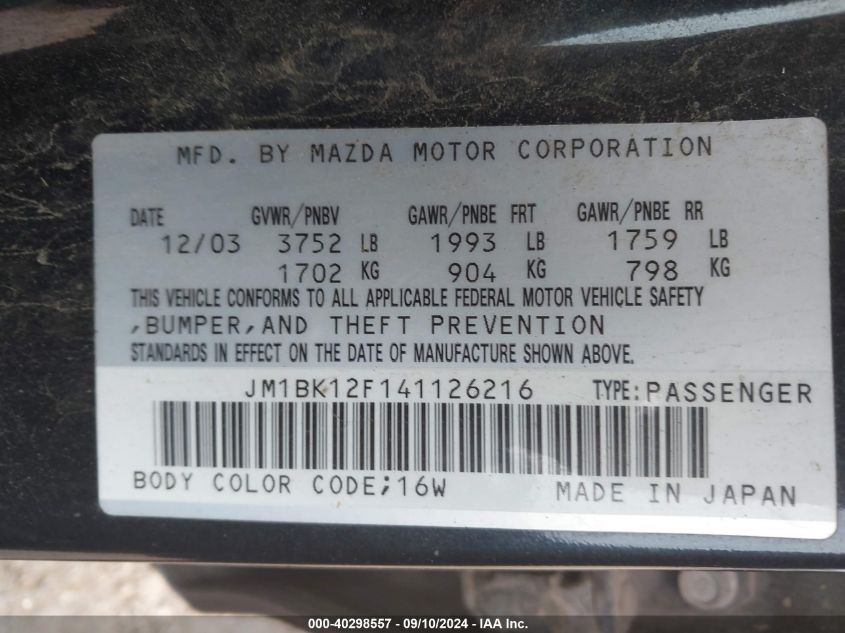 MFD. BY MAZDA MOTOR CORPORATION
DATE GVWR/PNBV GAWR/PNBE FRT GAWR/PNBE RR
12/03 3752 LB 1993 LB 1759 LB
1702 KG 904 KG 798 KG
THIS VEHICLE CONFORMS TO ALL APPLICABLE FEDERAL MOTOR VEHICLE SAFETY
,BUMPER,AND THEFT PREVENTION
STANDARDS IN EFFECT ON THE DATE OF MANUFACTURE SHOWN ABOVE.
JM1BK12F141126216 TYPE:PASSENGER
BODY COLOR CODE;16W MADE IN JAPAN
000-40298557 - 09/10/2024 - IAA Inc.